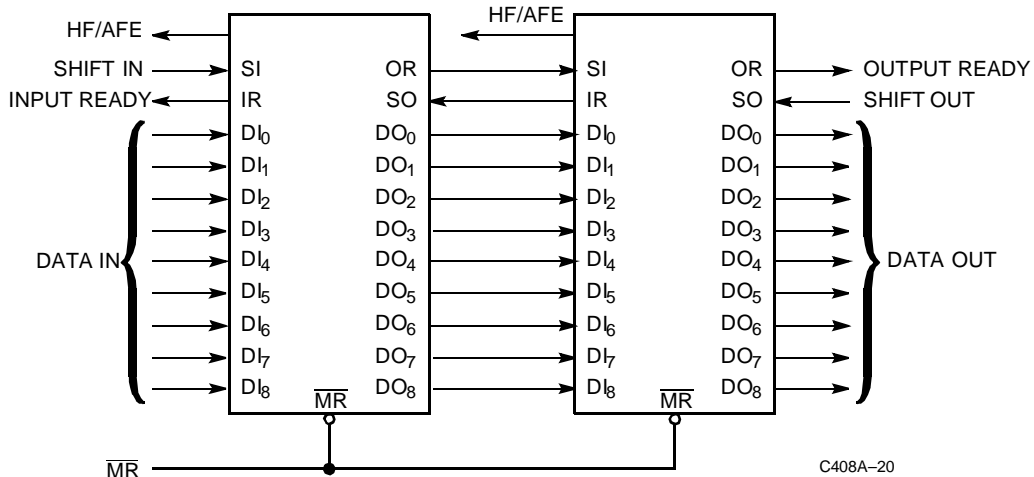 HF/AFE HF/AFE
SHIFT IN SI OR SI OR OUTPUT READY
INPUT READY IR SO IR SO SHIFT OUT
DI0 DO0 DI0 DO0
DI1 DO1 DI1 DO1
DI2 DO2 DI2 DO2
DI3 DO3 DI3 DO3
DATA IN DI4 DO4 DI4 DO4 DATA OUT
DI5 DO5 DI5 DO5
DI6 DO6 DI6 DO6
DI7 DO7 DI7 DO7
DI8 DO8 DI8 DO8
MR MR
MR C408A–20